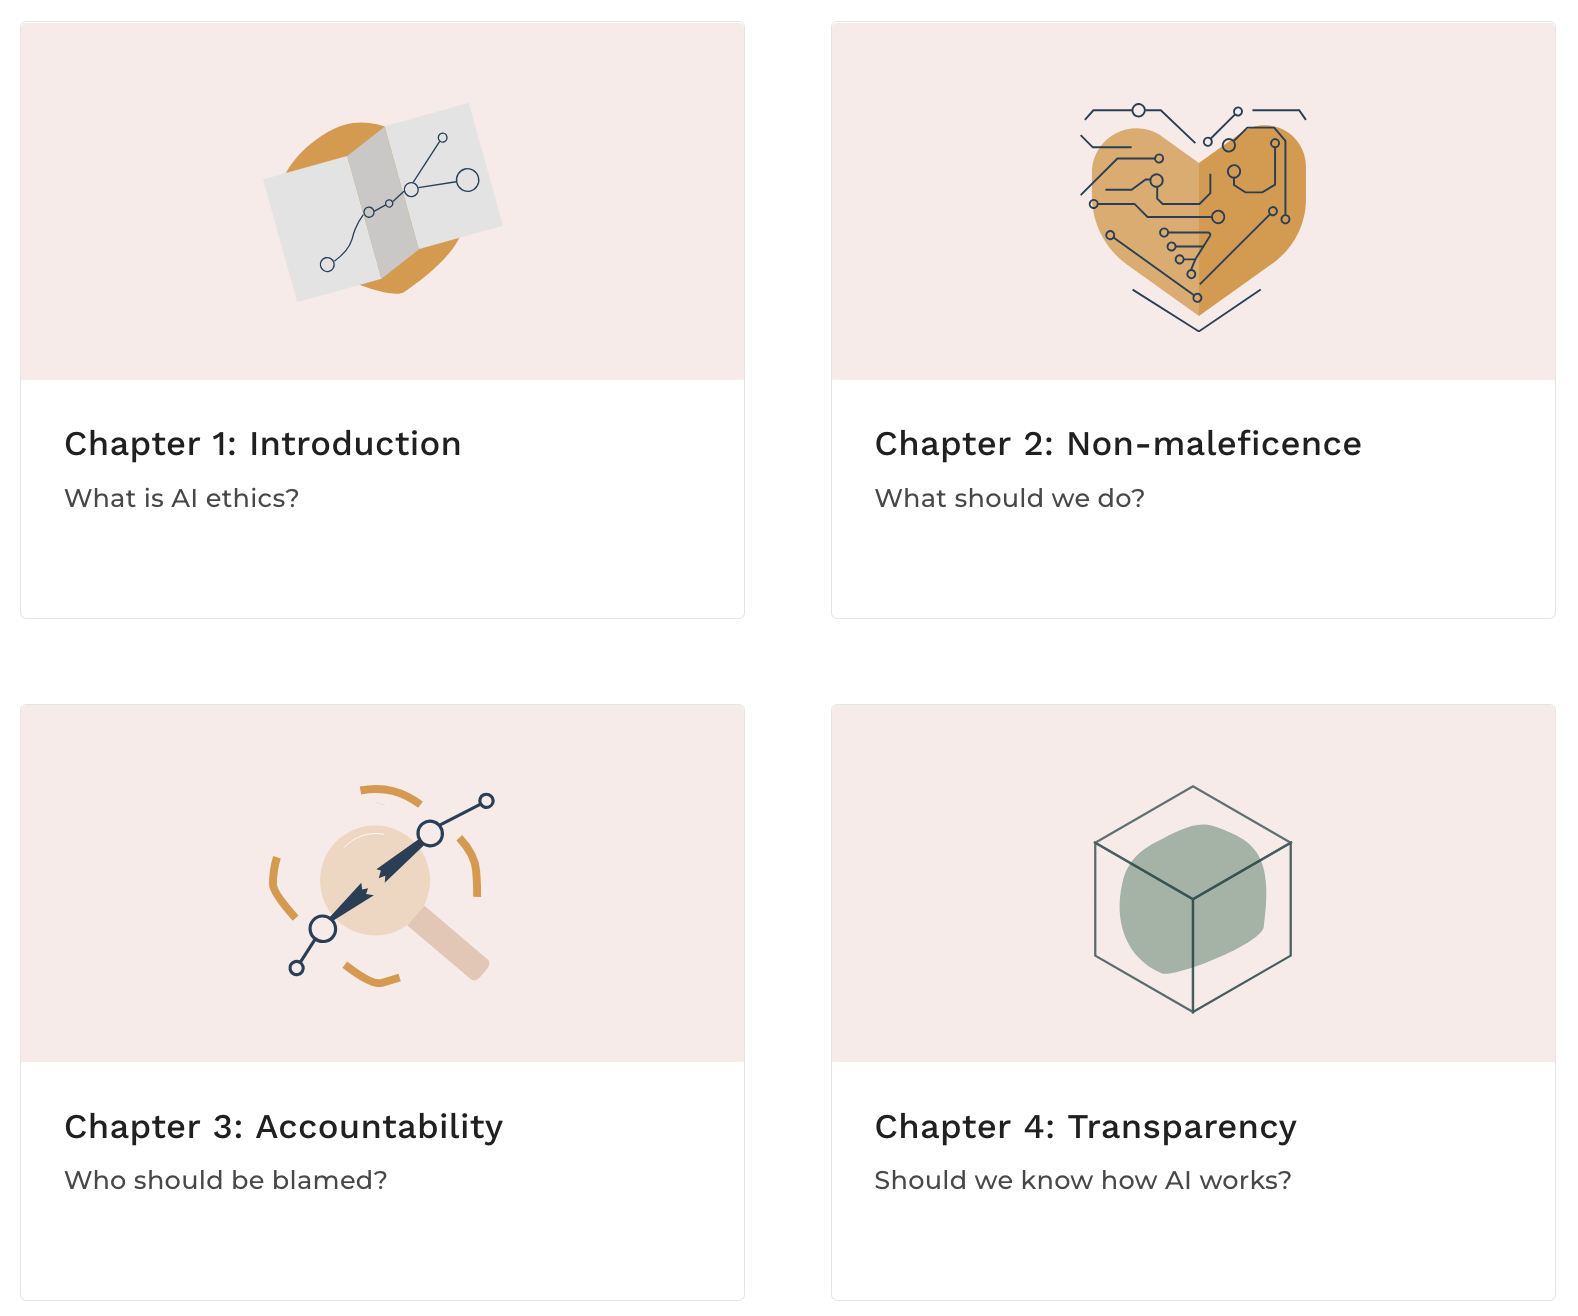 Chapter 1: Introduction
What is AI ethics?
Chapter 2: Non-maleficence
What should we do?
Chapter 3: Accountability
Who should be blamed?
Chapter 4: Transparency
Should we know how AI works?